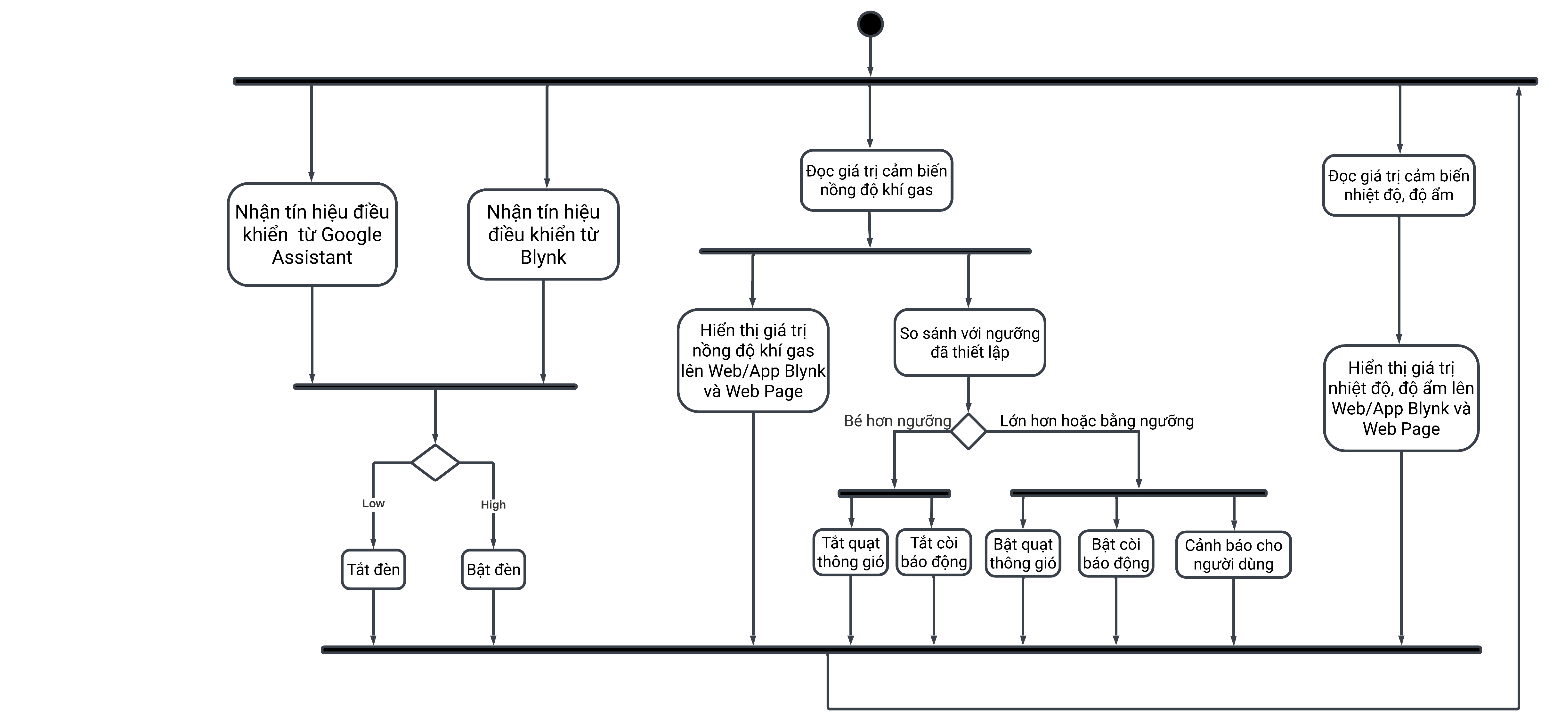 Nhận tín hiệu điều
khiển từ Google
Assistant
Nhận tín hiệu
điều khiển từ
Blynk
Đọc giá trị cảm biến
nồng độ khí gas
Đọc giá trị cảm biến
nhiệt độ, độ ẩm
Hiển thị giá trị
nồng độ khí gas
lên Web/App Blynk
và Web Page
So sánh với ngưỡng
đã thiết lập
Hiển thị giá trị
nhiệt độ, độ ẩm lên
Web/App Blynk và
Web Page
Bé hơn ngưỡng
Lớn hơn hoặc bằng ngưỡng
Low
High
Tắt đèn
Bật đèn
Tắt quạt
thông gió
Tắt còi
báo động
Bật quạt
thông gió
Bật còi
báo động
Cảnh báo cho
người dùng